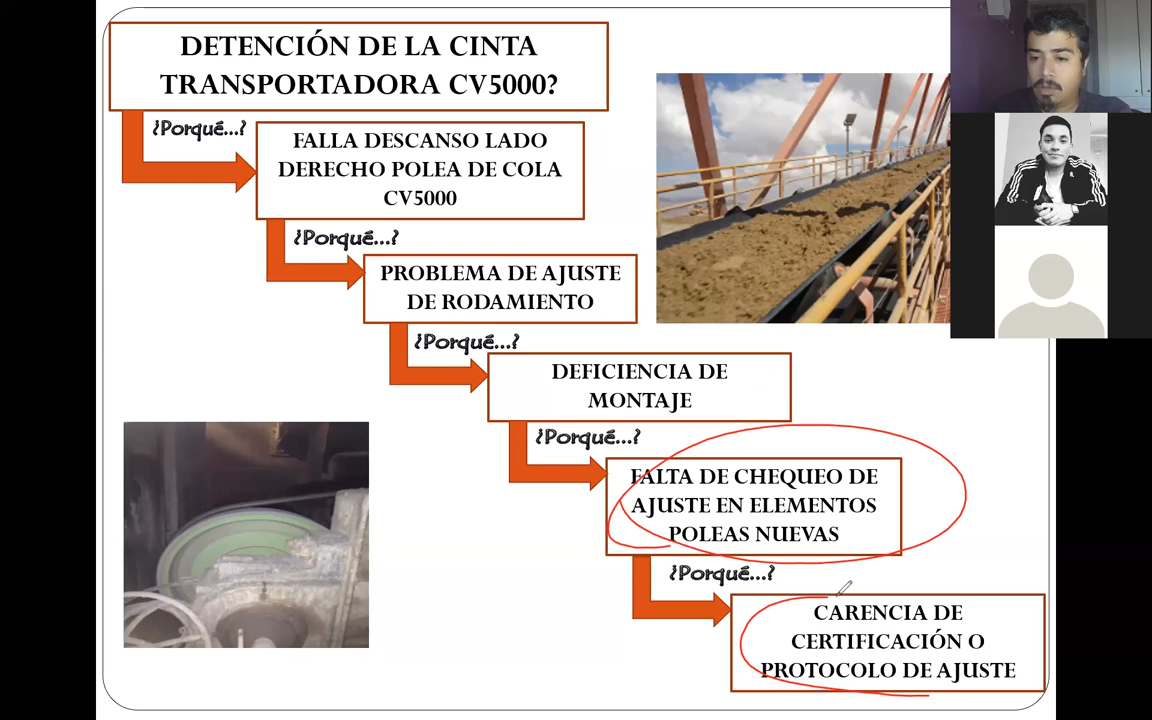 DETENCIÓN DE LA CINTA
TRANSPORTADORA CV5000?
¿Porqué...?
FALLA DESCANSO LADO
DERECHO POLEA DE COLA
CV5000
¿Porqué...?
PROBLEMA DE AJUSTE
DE RODAMIENTO
¿Porqué...?
DEFICIENCIA DE
MONTAJE
¿Porqué...?
FALTA DE CHEQUEO DE
AJUSTE EN ELEMENTOS
POLEAS NUEVAS
¿Porqué...?
CARENCIA DE
CERTIFICACIÓN O
PROTOCOLO DE AJUSTE